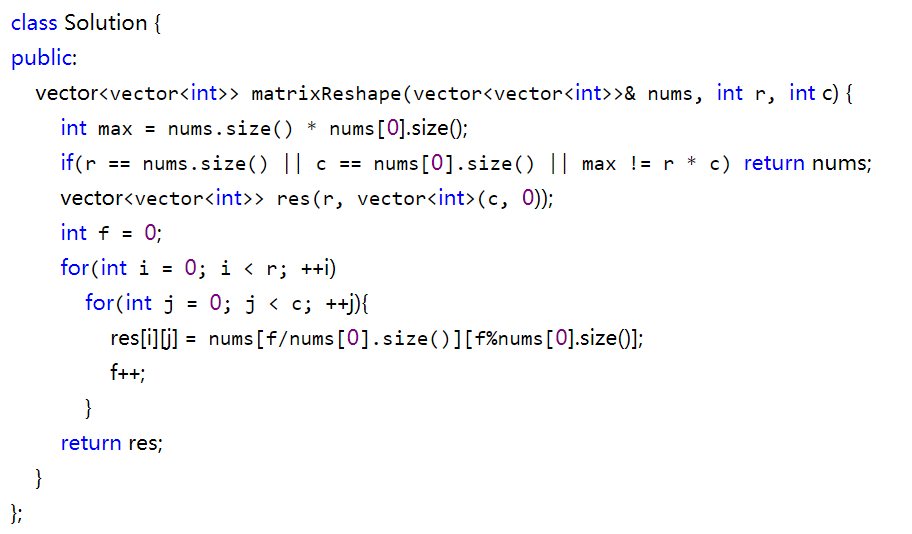 class Solution {
public:
vector<vector<int>> matrixReshape(vector<vector<int>>& nums, int r, int c) {
int max = nums.size() * nums[0].size();
if(r == nums.size() || c == nums[0].size() || max != r * c) return nums;
vector<vector<int>> res(r, vector<int>(c, 0));
int f = 0;
for(int i = 0; i < r; ++i)
for(int j = 0; j < c; ++j){
res[i][j] = nums[f/nums[0].size()][f%nums[0].size()];
f++;
}
return res;
}
};